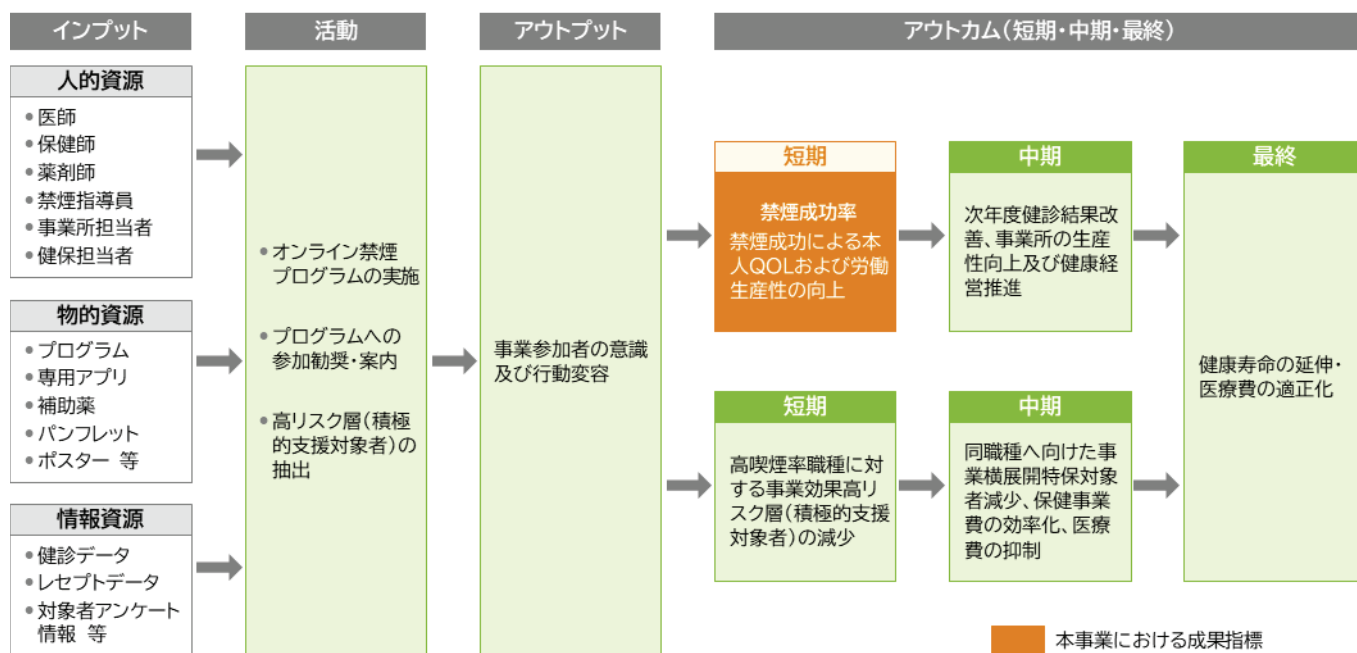 インプット
活動
アウトプット
アウトカム(短期・中期・最終)
人的資源
• 医師
• 保健師
• 薬剤師
• 禁煙指導員
• 事業所担当者
• 健保担当者
物的資源
• プログラム
• 専用アプリ
• 補助薬
• パンフレット
• ポスター 等
情報資源
• 健診データ
• レセプトデータ
• 対象者アンケート
情報 等
• オンライン禁煙
プログラムの実施
• プログラムへの
参加勧奨・案内
• 高リスク層(積極
的支援対象者)の
抽出
事業参加者の意識
及び行動変容
短期
禁煙成功率
禁煙成功による本
人QOLおよび労働
生産性の向上
中期
次年度健診結果改
善、事業所の生産
性向上及び健康経
営推進
短期
高喫煙率職種に対
する事業効果高リ
スク層(積極的支援
対象者)の減少
中期
同職種へ向けた事
業横展開特保対象
者減少、保健事業
費の効率化、医療
費の抑制
最終
健康寿命の延伸・
医療費の適正化
本事業における成果指標